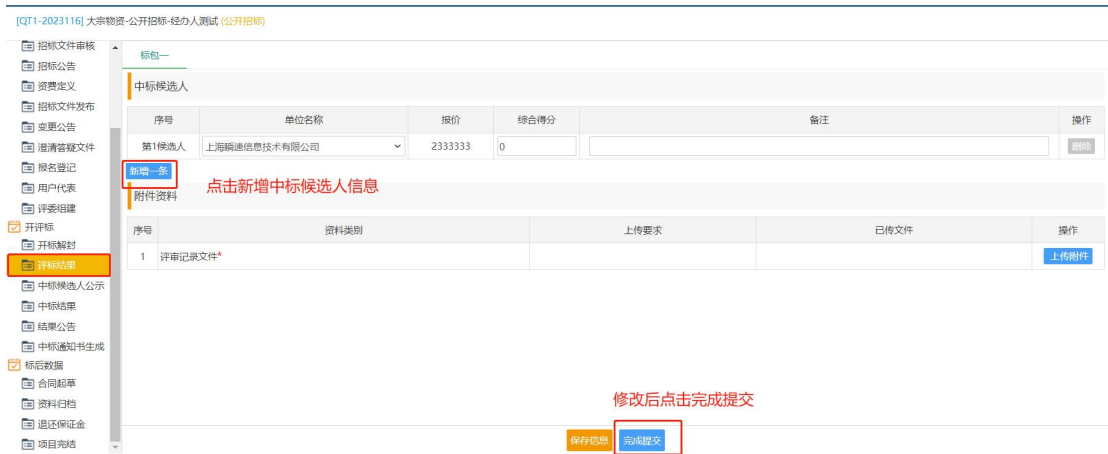 [QT1-2023116] 大宗物资-公开招标-经办人测试 (公开招标)
招标文件审核
招标公告
资费定义
招标文件发布
变更公告
澄清答疑文件
报名登记
用户代表
评委组建
开评标
开标解封
评标结果
中标候选人公示
中标结果
结果公告
中标通知书生成
标后数据
合同起草
资料归档
退还保证金
项目完结
标包一
中标候选人
序号 单位名称 报价 综合得分 备注 操作
第1候选人 上海瞬速信息技术有限公司 2333333 0 删除
新增一条
点击新增中标候选人信息
附件资料
序号 资料类别 上传要求 已传文件 操作
1 评审记录文件* 上传附件
修改后点击完成提交
保存信息 完成提交